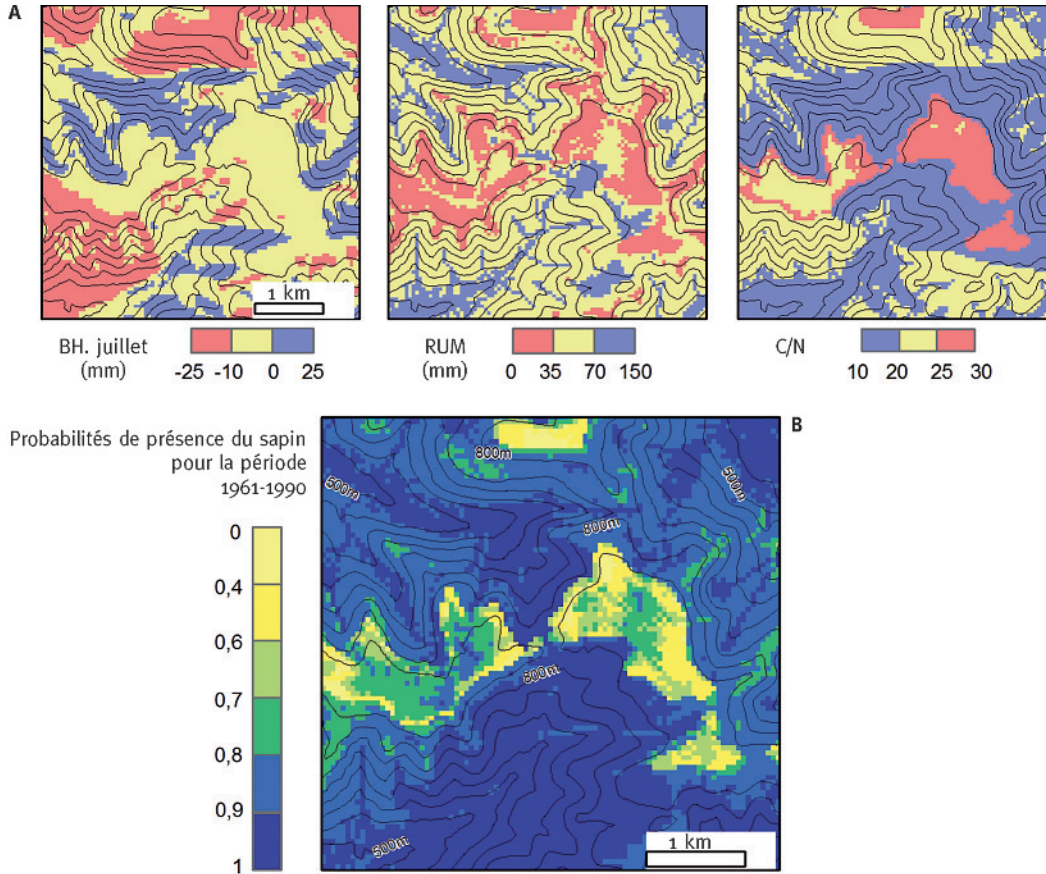 A
1 km
BH. juillet
(mm)
-25 -10 0 25
RUM
(mm)
0 35 70 150
C/N
10 20 25 30
B
Probabilités de présence du sapin
pour la période
1961-1990
0
0,4
0,6
0,7
0,8
0,9
1
800m
500m
500m
800m
800m
500m
1 km